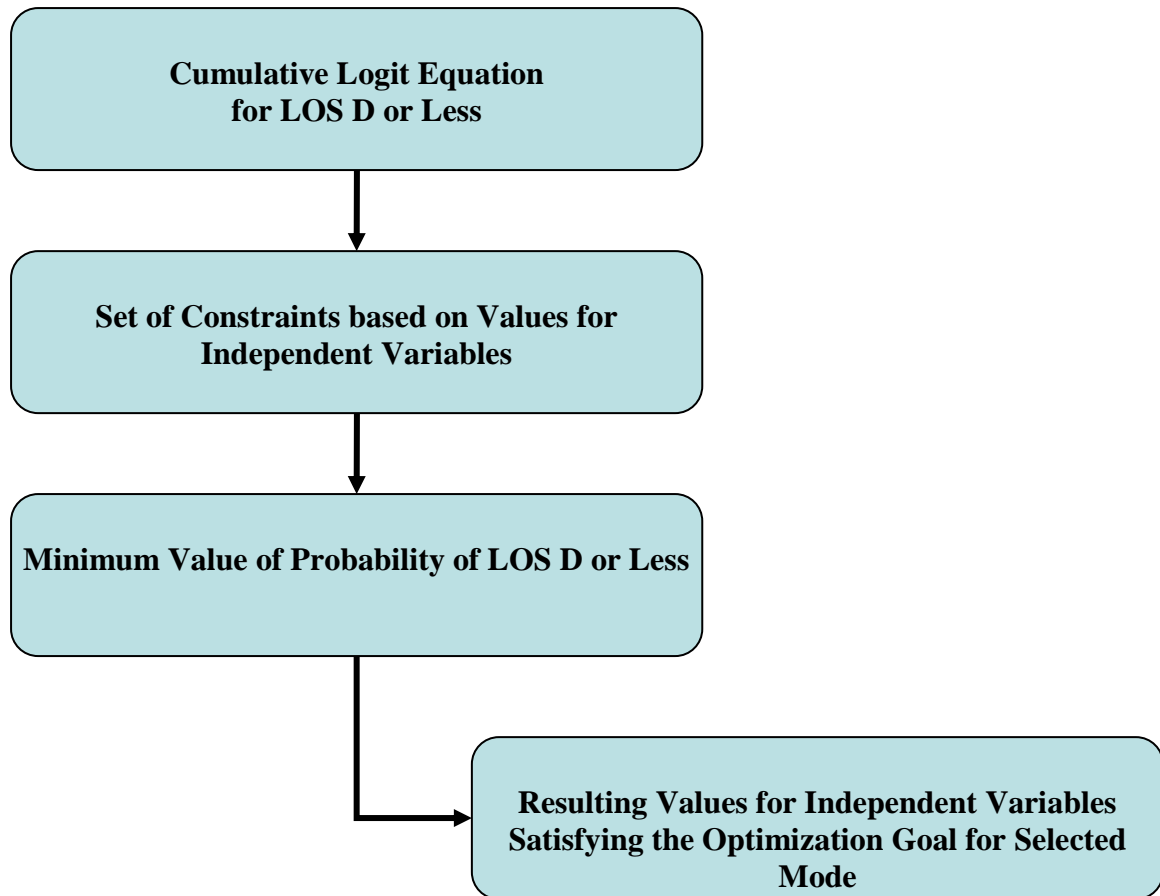 Cumulative Logit Equation
for LOS D or Less
Set of Constraints based on Values for
Independent Variables
Minimum Value of Probability of LOS D or Less
Resulting Values for Independent Variables
Satisfying the Optimization Goal for Selected
Mode